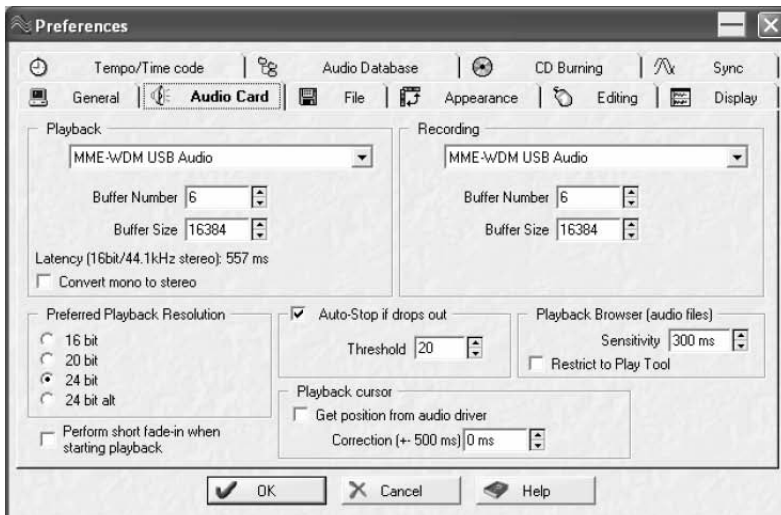 Preferences
Tempo/Time code Audio Database CD Burning Sync
General Audio Card File Appearance Editing Display
Playback
MME-WDM USB Audio
Buffer Number 6
Buffer Size 16384
Latency (16bit/44.1kHz stereo): 557 ms
Convert mono to stereo
Recording
MME-WDM USB Audio
Buffer Number 6
Buffer Size 16384
Preferred Playback Resolution
16 bit
20 bit
24 bit
24 bit alt
Perform short fade-in when
starting playback
Auto-Stop if drops out
Threshold 20
Playback Browser (audio files)
Sensitivity 300 ms
Restrict to Play Tool
Playback cursor
Get position from audio driver
Correction (+- 500 ms) 0 ms
OK Cancel Help